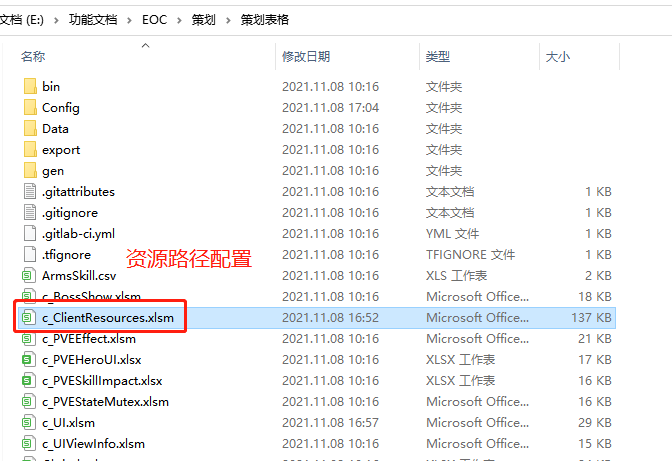 文档 (E:) › 功能文档 › EOC › 策划 › 策划表格
名称 修改日期 类型 大小
bin 2021.11.08 10:16 文件夹
Config 2021.11.08 17:04 文件夹
Data 2021.11.08 10:16 文件夹
export 2021.11.08 10:16 文件夹
gen 2021.11.08 10:16 文件夹
.gitattributes 2021.11.08 10:16 文本文档 1 KB
.gitignore 2021.11.08 10:16 文本文档 1 KB
.gitlab-ci.yml 2021.11.08 10:16 YML 文件 1 KB
.tfignore 2021.11.08 10:16 TFIGNORE 文件 1 KB
资源路径配置
ArmsSkill.csv 2021.11.08 10:16 XLS 工作表 2 KB
c_BossShow.xlsm 2021.11.08 10:16 Microsoft Office... 18 KB
c_ClientResources.xlsm 2021.11.08 16:52 Microsoft Office... 137 KB
c_PVEEffect.xlsm 2021.11.08 10:16 Microsoft Office... 21 KB
c_PVEHeroUI.xlsx 2021.11.08 10:16 XLSX 工作表 17 KB
c_PVESkillImpact.xlsx 2021.11.08 10:16 XLSX 工作表 16 KB
c_PVEStateMutex.xlsm 2021.11.08 10:16 Microsoft Office... 16 KB
c_UI.xlsm 2021.11.08 16:57 Microsoft Office... 29 KB
c_UIViewInfo.xlsm 2021.11.08 10:16 Microsoft Office... 15 KB